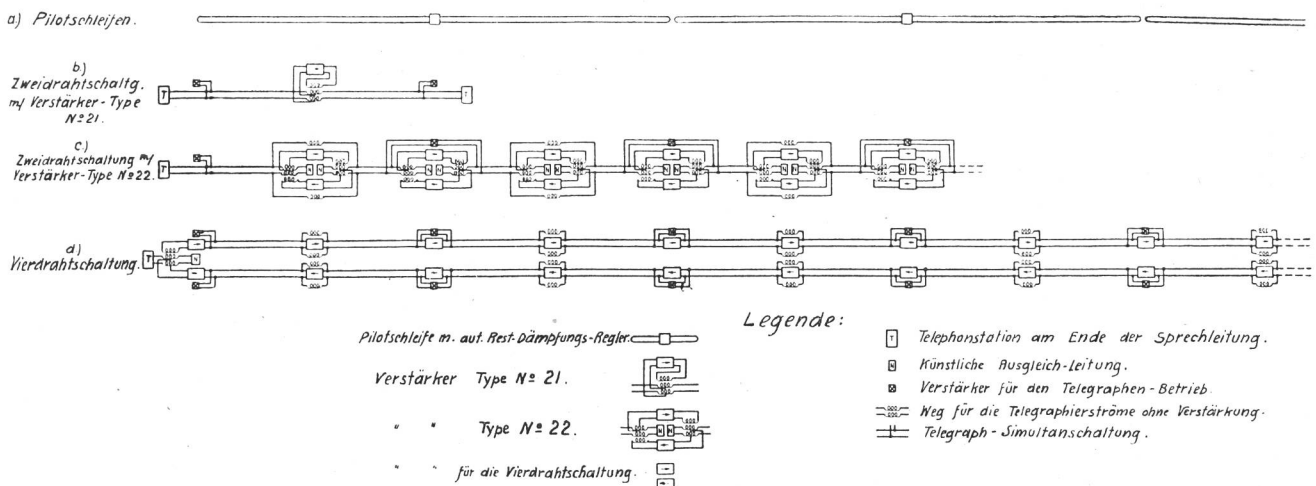 a) Pilotschleifen.
b.)
Zweidrahtschaltg.
m/ Verstärker-Type
Nº 21.
T
T
c.)
Zweidrahtschaltung m/
Verstärker-Type Nº 22.
T
N N
N N
N N
N N
N N
N N
d.)
Vierdrahtschaltung.
T
N
Legende:
Pilotschleife m. aut. Rest-Dämpfungs-Regler.
Verstärker Type Nº 21.
" " Type Nº 22.
N N
" " für die Vierdrahtschaltung.
T Telephonstation am Ende der Sprechleitung.
N Künstliche Ausgleich-Leitung.
Verstärker für den Telegraphen-Betrieb.
Weg für die Telegraphierströme ohne Verstärkung.
Telegraph-Simultanschaltung.